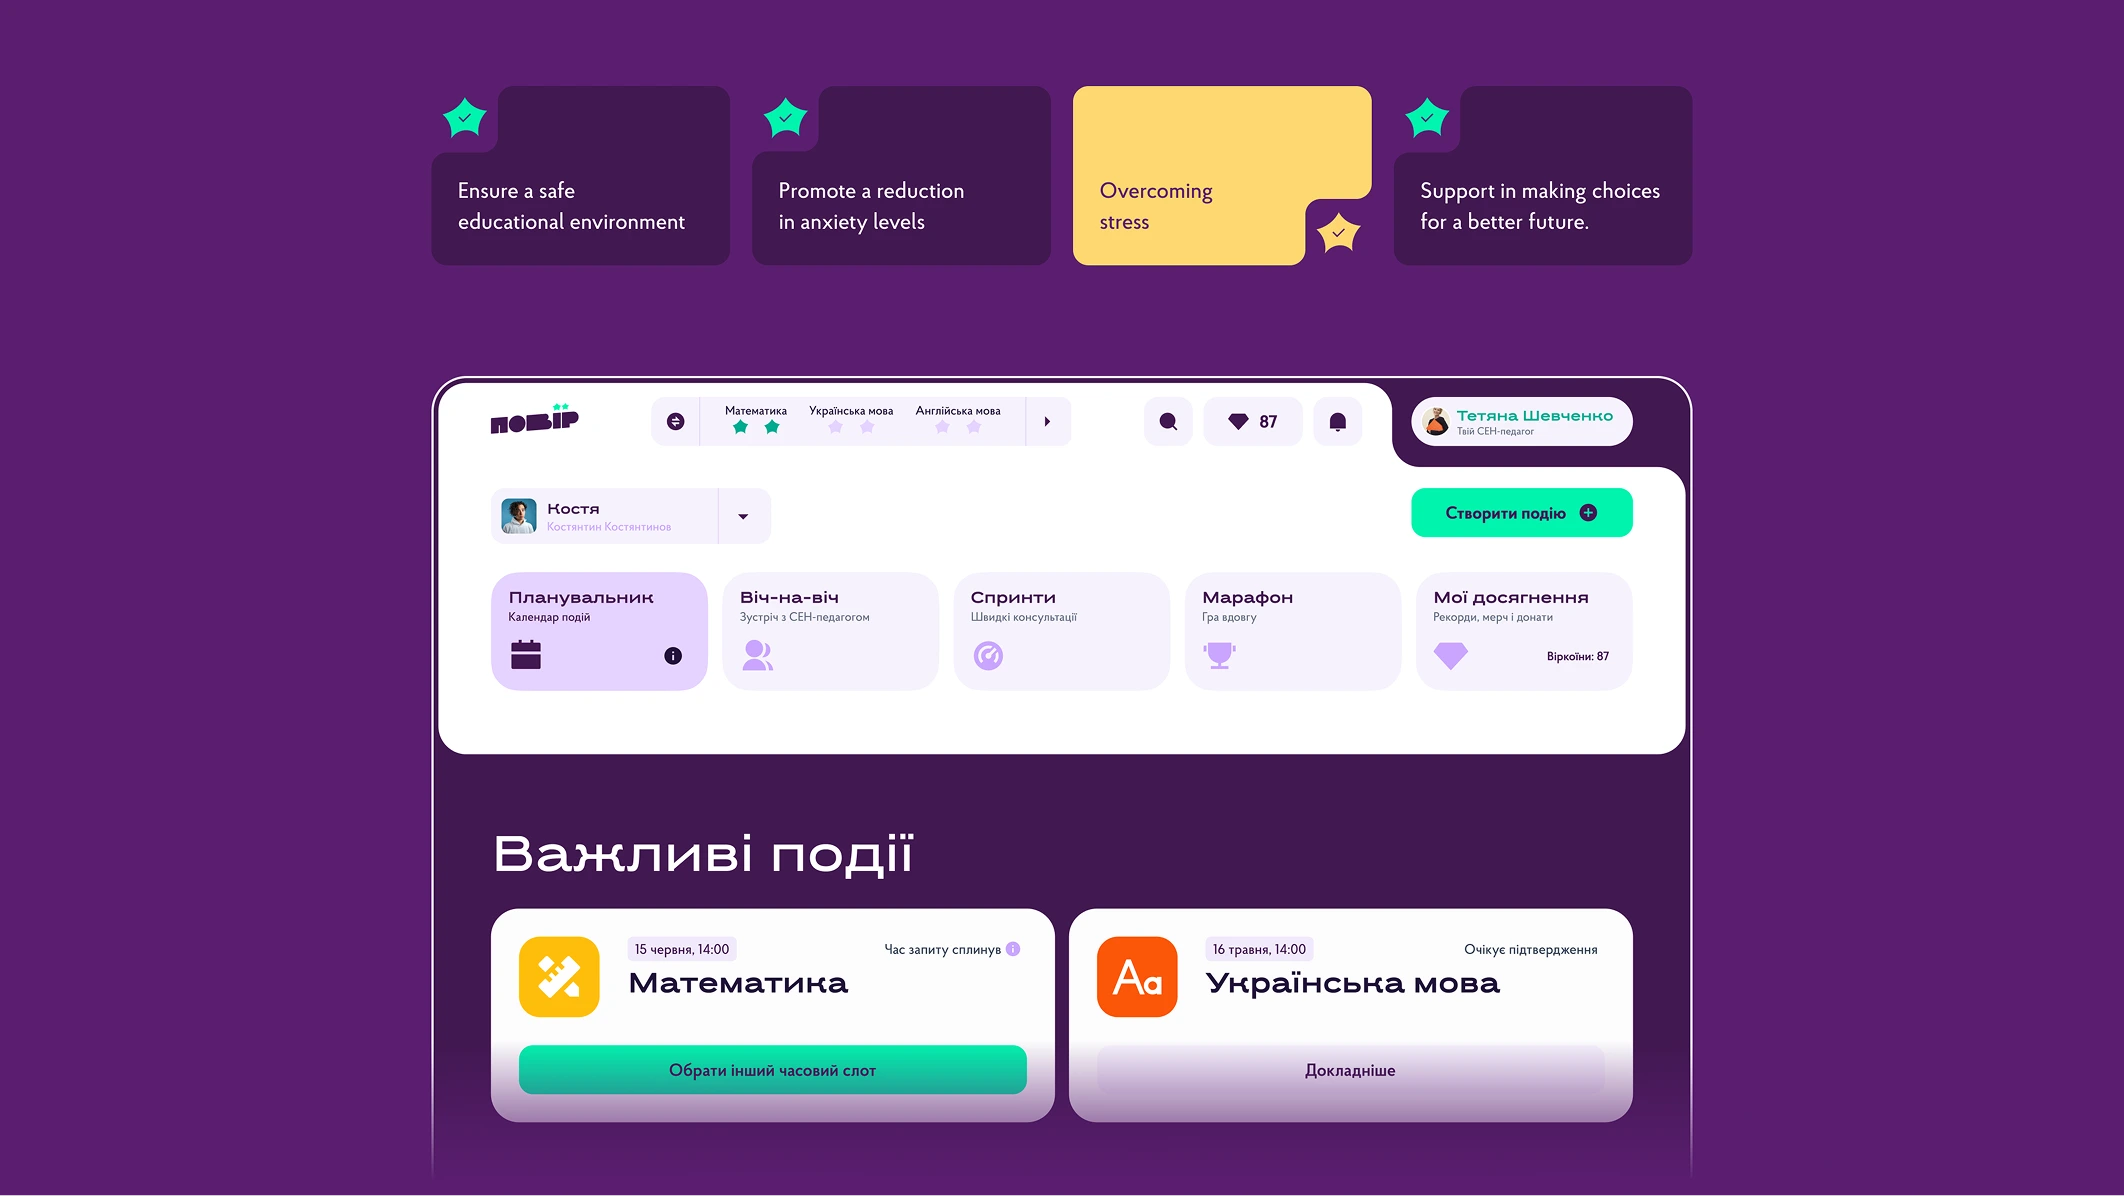 Ensure a safe
educational environment
Promote a reduction
in anxiety levels
Overcoming
stress
Support in making choices
for a better future.
ПОВІР
Математика
Українська мова
Англійська мова
87
Тетяна Шевченко
Твій СЕН-педагог
Костя
Костянтин Костянтинов
Створити подію
Планувальник
Календар подій
Віч-на-віч
Зустріч з СЕН-педагогом
Спринти
Швидкі консультації
Марафон
Гра вдовгу
Мої досягнення
Рекорди, мерч і донати
Віркоїни: 87
Важливі події
15 червня, 14:00
Час запиту сплинув
Математика
Обрати інший часовий слот
Aa
16 травня, 14:00
Очікує підтвердження
Українська мова
Докладніше